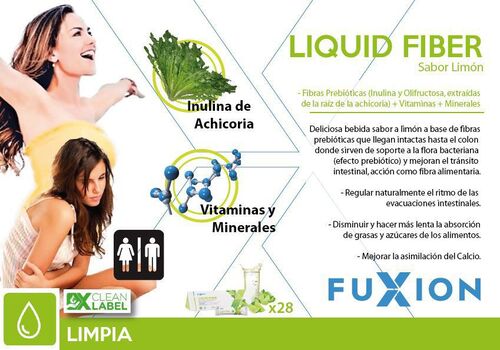 LIQUID FIBER
Sabor Limón
- Fibras Prebióticas (Inulina y Olifructosa, extraídas
de la raíz de la achicoria) + Vitaminas + Minerales
Inulina de
Achicoria
Deliciosa bebida sabor a limón a base de fibras
prebióticas que llegan intactas hasta el colon
donde sirven de soporte a la flora bacteriana
(efecto prebiótico) y mejoran el tránsito
intestinal, acción como fibra alimentaria.
Vitaminas y
Minerales
- Regular naturalmente el ritmo de las
evacuaciones intestinales.
- Disminuir y hacer más lenta la absorción
de grasas y azúcares de los alimentos.
- Mejorar la asimilación del Calcio.
CLEAN
LABEL
x28
FUXION
LIMPIA